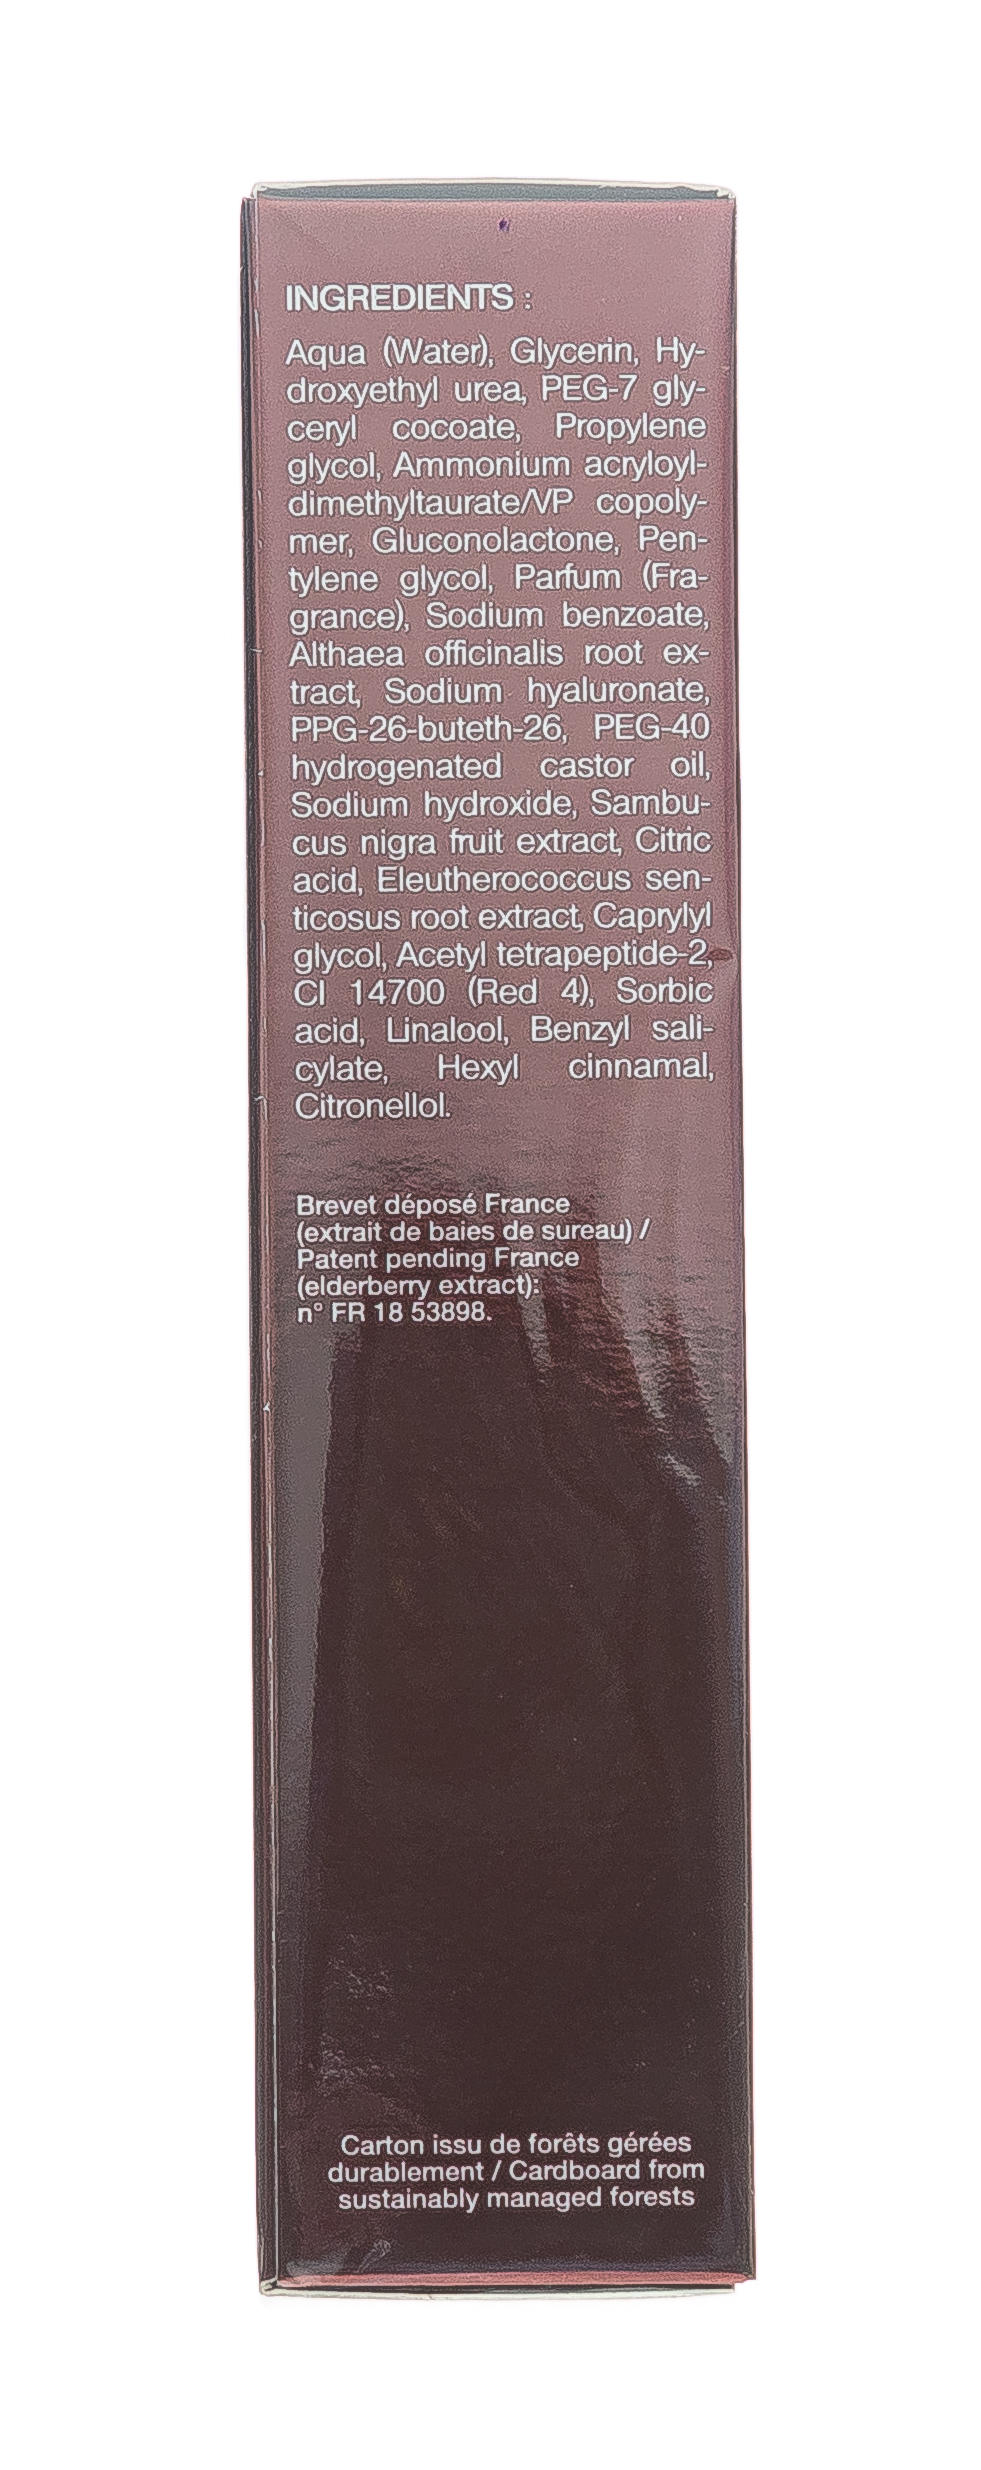 INGREDIENTS :
Aqua (Water), Glycerin, Hy-
droxyethyl urea, PEG-7 gly-
ceryl cocoate, Propylene
glycol, Ammonium acryloyl-
dimethyltaurate/VP copoly-
mer, Gluconolactone, Pen-
tylene glycol, Parfum (Fra-
grance), Sodium benzoate,
Althaea officinalis root ex-
tract, Sodium hyaluronate,
PPG-26-buteth-26, PEG-40
hydrogenated castor oil,
Sodium hydroxide, Sambu-
cus nigra fruit extract, Citric
acid, Eleutherococcus sen-
ticosus root extract, Caprylyl
glycol, Acetyl tetrapeptide-2,
CI 14700 (Red 4), Sorbic
acid, Linalool, Benzyl sali-
cylate, Hexyl cinnamal,
Citronellol.
Brevet déposé France
(extrait de baies de sureau) /
Patent pending France
(elderberry extract):
n° FR 18 53898.
Carton issu de forêts gérées
durablement / Cardboard from
sustainably managed forests